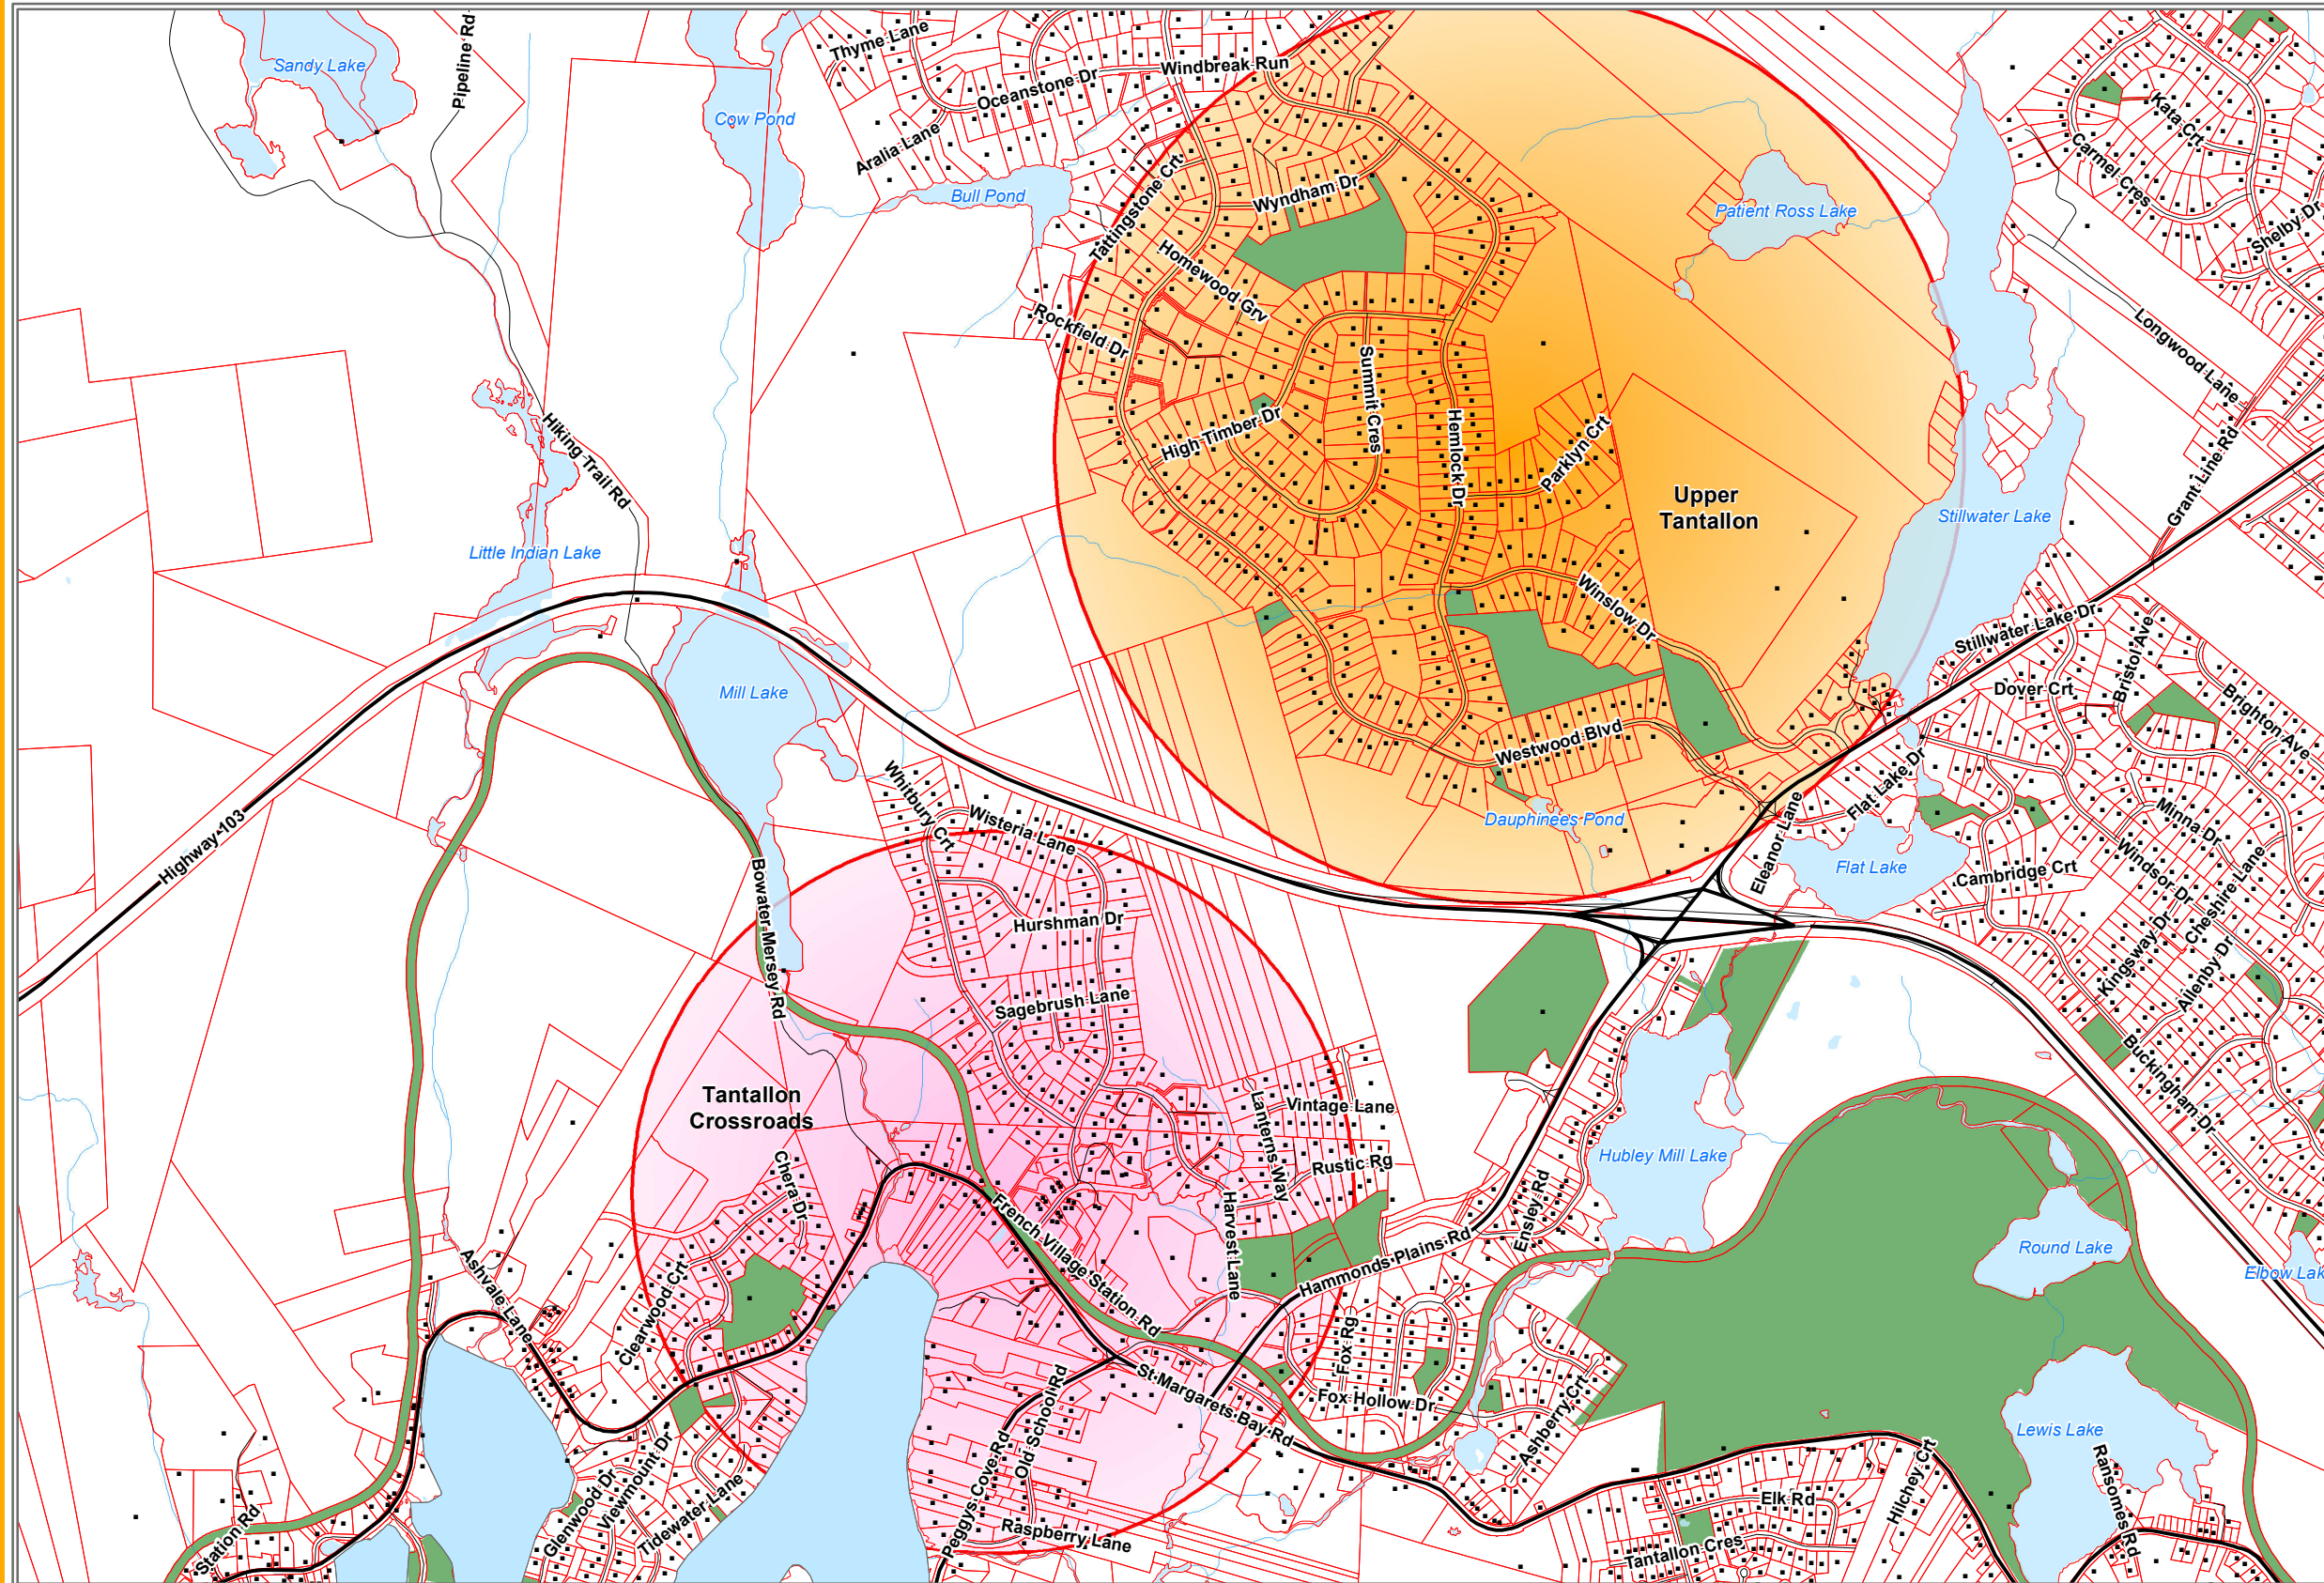 Thyme Lane
Pipeline Rd
Sandy Lake
Windbreak Run
Oceanstone Dr
Cow Pond
Kata Crt
Aralia Lane
Carmel Cres
Bull Pond
Wyndham Dr
Tattingstone Crt
Patient Ross Lake
Shelby Dr
Homewood Grv
Rockfield Dr
Longwood Lane
Summit Cres
High Timber Dr
Hemlock Dr
Parklyn Crt
Hiking Trail Rd
Grant Line Rd
Upper
Tantallon
Stillwater Lake
Little Indian Lake
Winslow Dr
Stillwater Lake Dr
Bristol Ave
Mill Lake
Dover Crt
Brighton Ave
Westwood Blvd
Whitbury Crt
Flat Lake Dr
Wisteria Lane
Dauphinees Pond
Minna Dr
Eleanor Lane
Highway 103
Flat Lake
Cambridge Crt
Windsor Dr
Cheshire Lane
Bowater Mersey Rd
Hurshman Dr
Kingsway Dr
Allenby Dr
Sagebrush Lane
Buckingham Dr
Tantallon
Crossroads
Lanterns Way
Vintage Lane
Hubley Mill Lake
Rustic Rg
Chera Dr
Ensley Rd
Harvest Lane
French Village Station Rd
Hammonds Plains Rd
Round Lake
Elbow Lak
Ashvale Lane
Clearwood Crt
Fox Rg
St Margarets Bay Rd
Fox Hollow Dr
Ashberry Crt
Old School Rd
Peggys Cove Rd
Lewis Lake
Ransomes Rd
Hilchey Crt
Elk Rd
Glenwood Dr
Viewmount Dr
Tidewater Lane
Station Rd
Raspberry Lane
Tantallon Cres